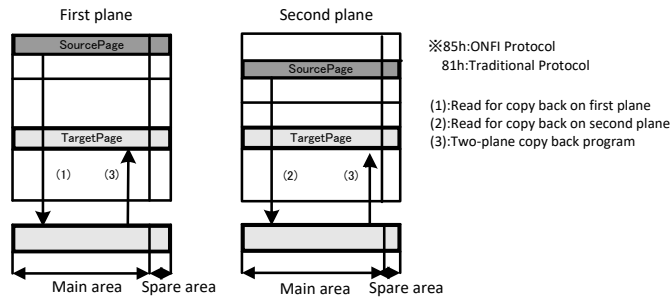 First plane
SourcePage
TargetPage
(1)
(3)
Main area
Spare area
Second plane
SourcePage
TargetPage
(2)
(3)
Main area
Spare area
※85h:ONFI Protocol
81h:Traditional Protocol
(1):Read for copy back on first plane
(2):Read for copy back on second plane
(3):Two-plane copy back program